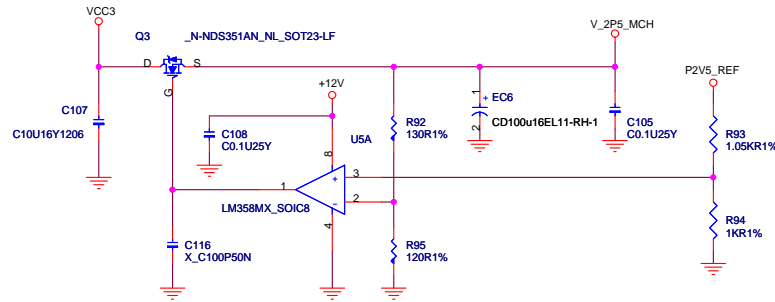 VCC3
Q3
_N-NDS351AN_NL_SOT23-LF
V_2P5_MCH
D
S
G
P2V5_REF
+12V
C107
C10U16Y1206
C108
C0.1U25Y
U5A
8
R92
130R1%
1
+
EC6
2
CD100u16EL11-RH-1
C105
C0.1U25Y
R93
1.05KR1%
1
+
3
-
2
LM358MX_SOIC8
4
R94
1KR1%
C116
X_C100P50N
R95
120R1%